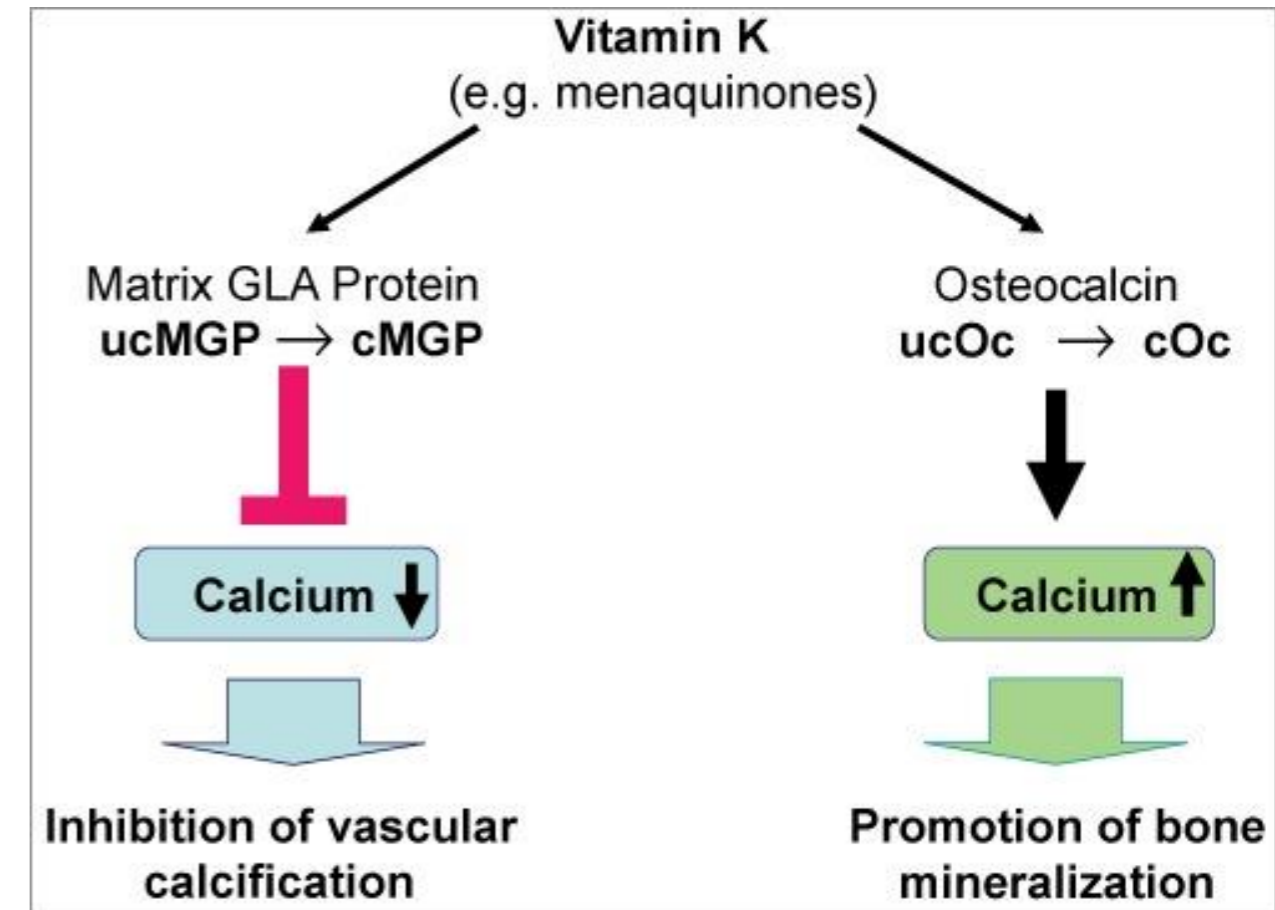 Vitamin K
(e.g. menaquinones)
Matrix GLA Protein
ucMGP → cMGP
Calcium
Inhibition of vascular
calcification
Osteocalcin
ucOc → cOc
Calcium
Promotion of bone
mineralization